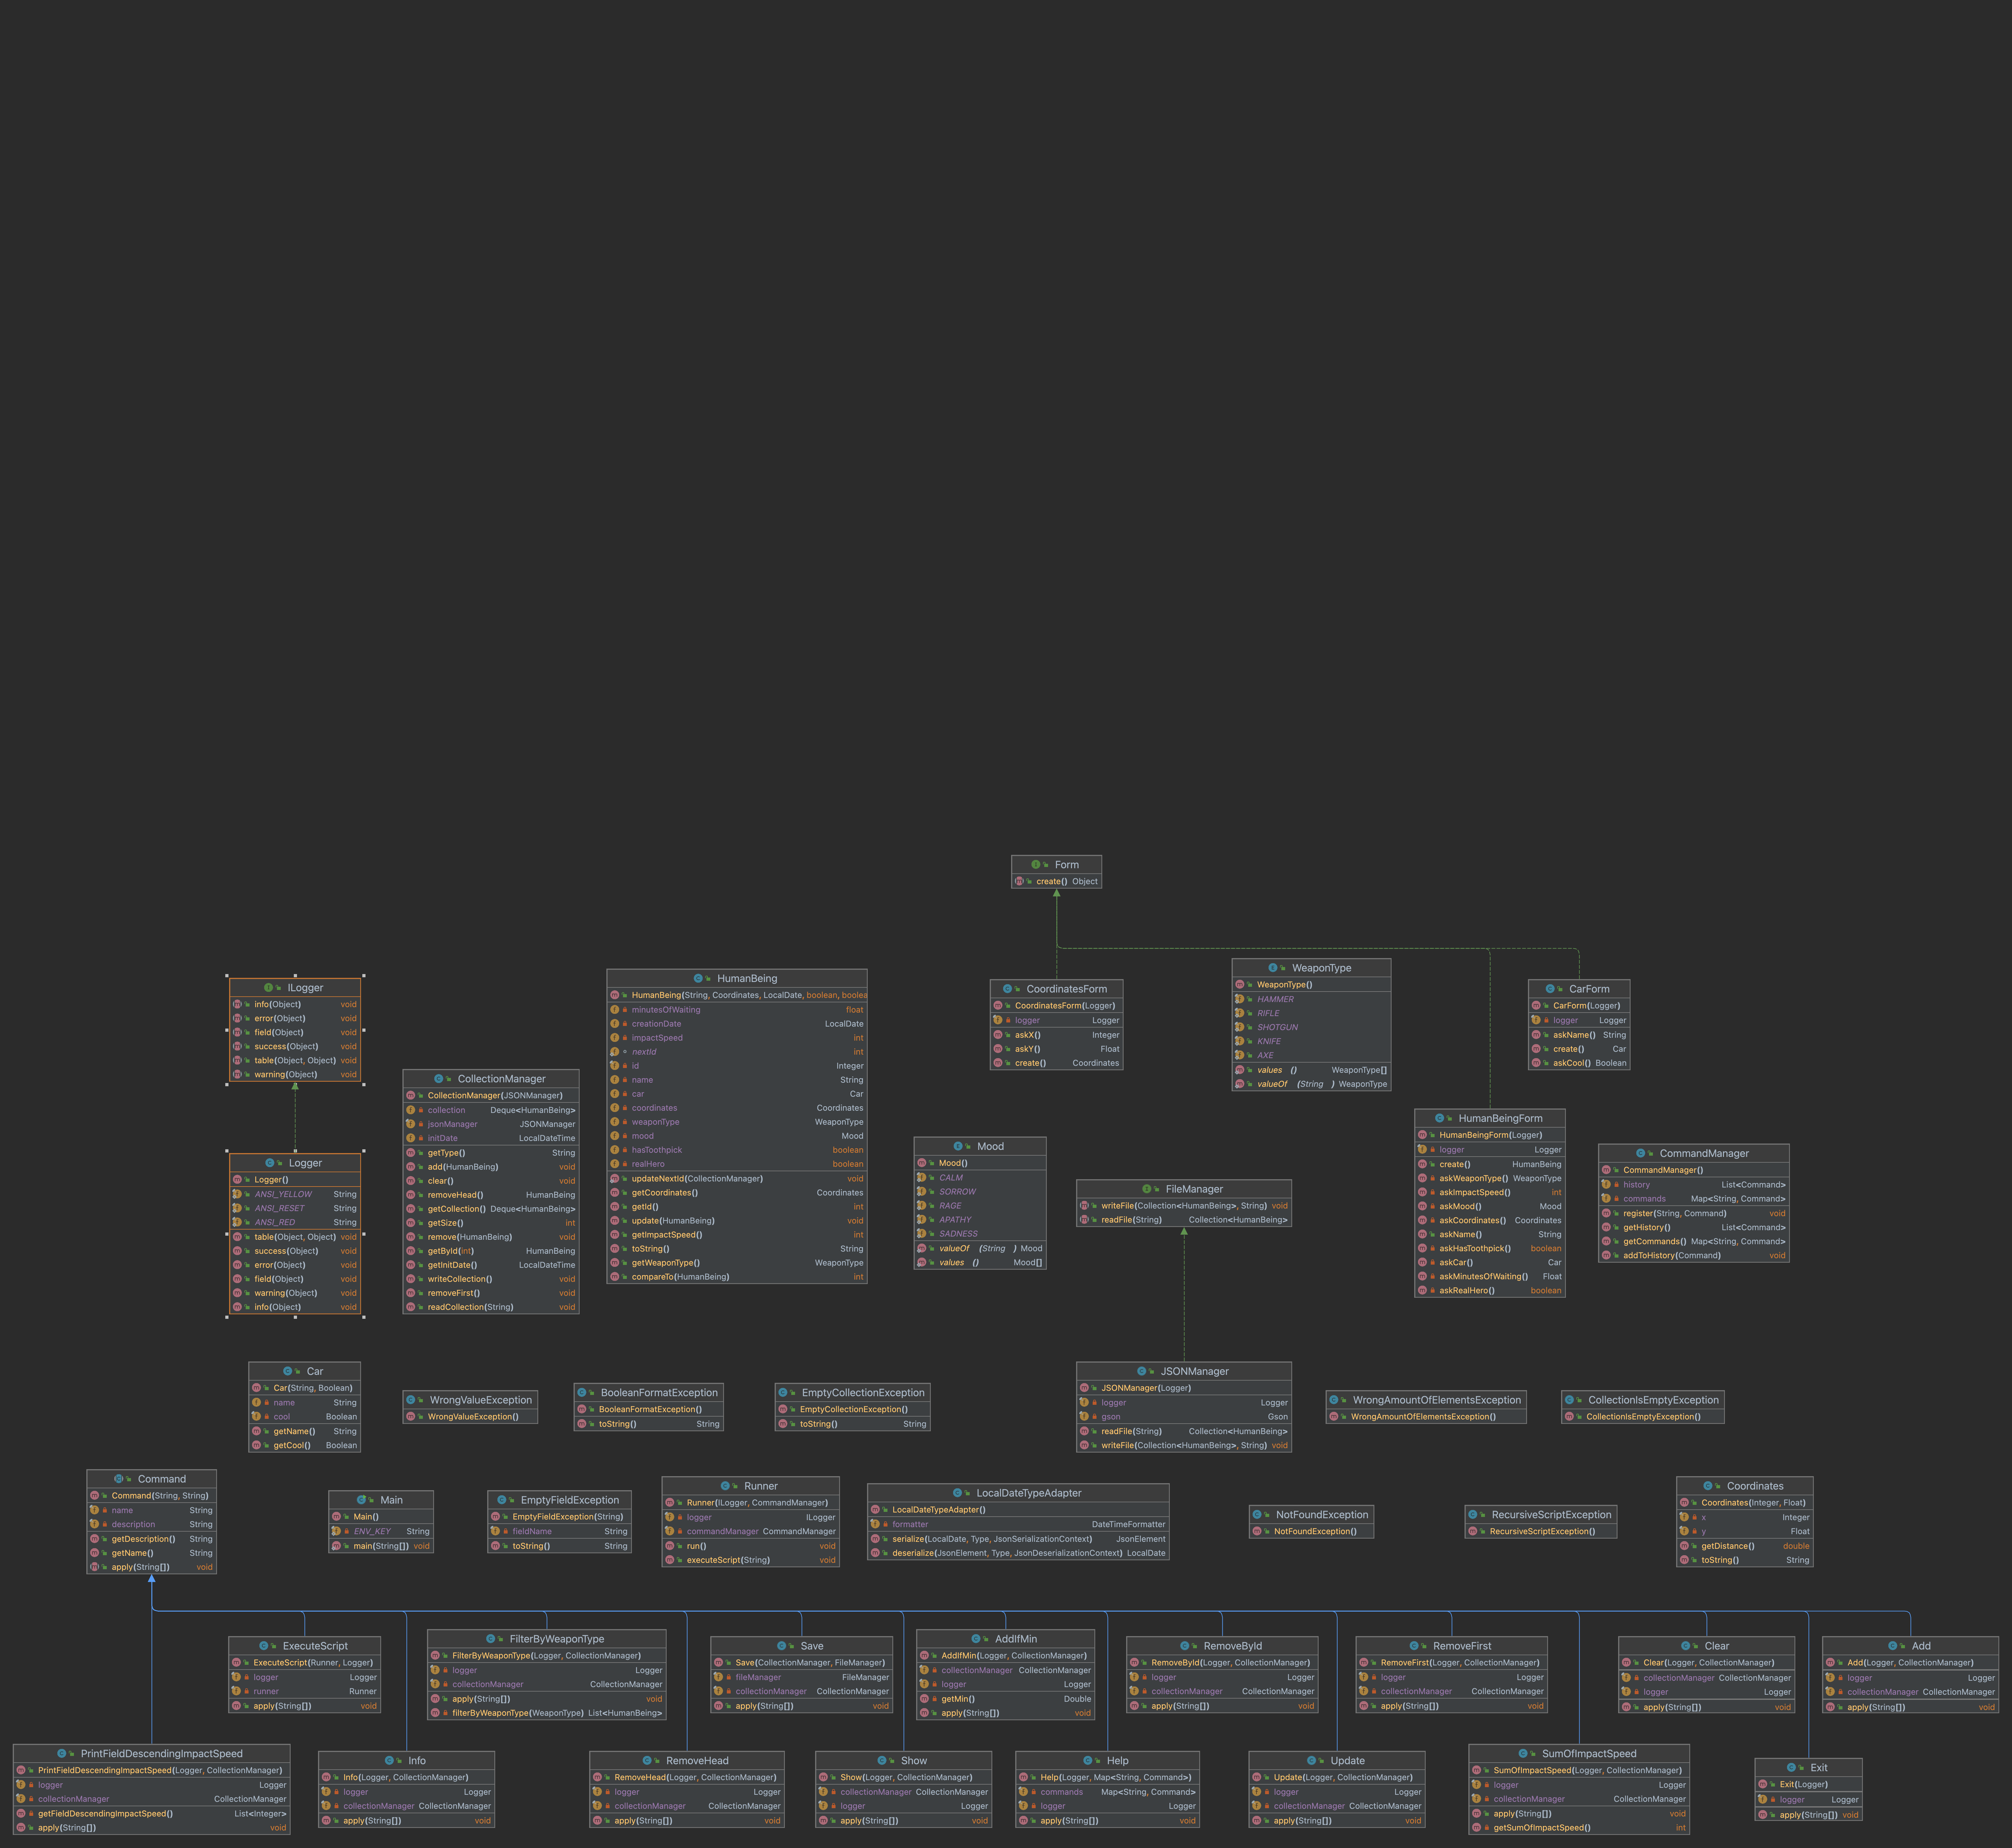 Form
create() Object
ILogger
info(Object) void
error(Object) void
field(Object) void
success(Object) void
table(Object, Object) void
warning(Object) void
Logger
Logger()
ANSI_YELLOW String
ANSI_RESET String
ANSI_RED String
table(Object, Object) void
success(Object) void
error(Object) void
field(Object) void
warning(Object) void
info(Object) void
CollectionManager
CollectionManager(JSONManager)
collection Deque<HumanBeing>
jsonManager JSONManager
initDate LocalDateTime
getType() String
add(HumanBeing) void
clear() void
removeHead() HumanBeing
getCollection() Deque<HumanBeing>
getSize() int
remove(HumanBeing) void
getById(int) HumanBeing
getInitDate() LocalDateTime
writeCollection() void
removeFirst() void
readCollection(String) void
HumanBeing
HumanBeing(String, Coordinates, LocalDate, boolean, boolea
minutesOfWaiting float
creationDate LocalDate
impactSpeed int
nextId int
id Integer
name String
car Car
coordinates Coordinates
weaponType WeaponType
mood Mood
hasToothpick boolean
realHero boolean
updateNextId(CollectionManager) void
getCoordinates() Coordinates
getId() int
update(HumanBeing) void
getImpactSpeed() int
toString() String
getWeaponType() WeaponType
compareTo(HumanBeing) int
CoordinatesForm
CoordinatesForm(Logger)
logger Logger
askX() Integer
askY() Float
create() Coordinates
WeaponType
WeaponType()
HAMMER
RIFLE
SHOTGUN
KNIFE
AXE
values () WeaponType[]
valueOf (String ) WeaponType
CarForm
CarForm(Logger)
logger Logger
askName() String
create() Car
askCool() Boolean
Mood
Mood()
CALM
SORROW
RAGE
APATHY
SADNESS
valueOf (String ) Mood
values () Mood[]
FileManager
writeFile(Collection<HumanBeing>, String) void
readFile(String) Collection<HumanBeing>
HumanBeingForm
HumanBeingForm(Logger)
logger Logger
create() HumanBeing
askWeaponType() WeaponType
askImpactSpeed() int
askMood() Mood
askCoordinates() Coordinates
askName() String
askHasToothpick() boolean
askCar() Car
askMinutesOfWaiting() Float
askRealHero() boolean
CommandManager
CommandManager()
history List<Command>
commands Map<String, Command>
register(String, Command) void
getHistory() List<Command>
getCommands() Map<String, Command>
addToHistory(Command) void
Car
Car(String, Boolean)
name String
cool Boolean
getName() String
getCool() Boolean
WrongValueException
WrongValueException()
BooleanFormatException
BooleanFormatException()
toString() String
EmptyCollectionException
EmptyCollectionException()
toString() String
JSONManager
JSONManager(Logger)
logger Logger
gson Gson
readFile(String) Collection<HumanBeing>
writeFile(Collection<HumanBeing>, String) void
WrongAmountOfElementsException
WrongAmountOfElementsException()
CollectionIsEmptyException
CollectionIsEmptyException()
Command
Command(String, String)
name String
description String
getDescription() String
getName() String
apply(String[]) void
Main
Main()
ENV_KEY String
main(String[]) void
EmptyFieldException
EmptyFieldException(String)
fieldName String
toString() String
Runner
Runner(ILogger, CommandManager)
logger ILogger
commandManager CommandManager
run() void
executeScript(String) void
LocalDateTypeAdapter
LocalDateTypeAdapter()
formatter DateTimeFormatter
serialize(LocalDate, Type, JsonSerializationContext) JsonElement
deserialize(JsonElement, Type, JsonDeserializationContext) LocalDate
NotFoundException
NotFoundException()
RecursiveScriptException
RecursiveScriptException()
Coordinates
Coordinates(Integer, Float)
x Integer
y Float
getDistance() double
toString() String
ExecuteScript
ExecuteScript(Runner, Logger)
logger Logger
runner Runner
apply(String[]) void
FilterByWeaponType
FilterByWeaponType(Logger, CollectionManager)
logger Logger
collectionManager CollectionManager
apply(String[]) void
filterByWeaponType(WeaponType) List<HumanBeing>
Save
Save(CollectionManager, FileManager)
fileManager FileManager
collectionManager CollectionManager
apply(String[]) void
AddIfMin
AddIfMin(Logger, CollectionManager)
collectionManager CollectionManager
logger Logger
getMin() Double
apply(String[]) void
RemoveById
RemoveById(Logger, CollectionManager)
logger Logger
collectionManager CollectionManager
apply(String[]) void
RemoveFirst
RemoveFirst(Logger, CollectionManager)
logger Logger
collectionManager CollectionManager
apply(String[]) void
Clear
Clear(Logger, CollectionManager)
collectionManager CollectionManager
logger Logger
apply(String[]) void
Add
Add(Logger, CollectionManager)
logger Logger
collectionManager CollectionManager
apply(String[]) void
PrintFieldDescendingImpactSpeed
PrintFieldDescendingImpactSpeed(Logger, CollectionManager)
logger Logger
collectionManager CollectionManager
getFieldDescendingImpactSpeed() List<Integer>
apply(String[]) void
Info
Info(Logger, CollectionManager)
logger Logger
collectionManager CollectionManager
apply(String[]) void
RemoveHead
RemoveHead(Logger, CollectionManager)
logger Logger
collectionManager CollectionManager
apply(String[]) void
Show
Show(Logger, CollectionManager)
collectionManager CollectionManager
logger Logger
apply(String[]) void
Help
Help(Logger, Map<String, Command>)
commands Map<String, Command>
logger Logger
apply(String[]) void
Update
Update(Logger, CollectionManager)
logger Logger
collectionManager CollectionManager
apply(String[]) void
SumOfImpactSpeed
SumOfImpactSpeed(Logger, CollectionManager)
logger Logger
collectionManager CollectionManager
apply(String[]) void
getSumOfImpactSpeed() int
Exit
Exit(Logger)
logger Logger
apply(String[]) void